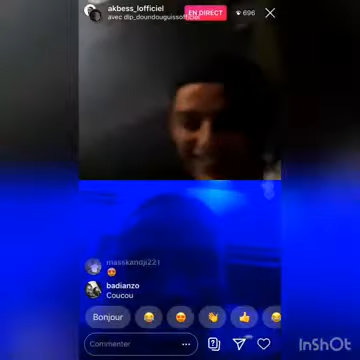 akbess_lofficiel
avec dlp_doundouguissofficiel
EN DIRECT
696
masskandji221
badianzo
Coucou
Bonjour
Commenter
InShOt